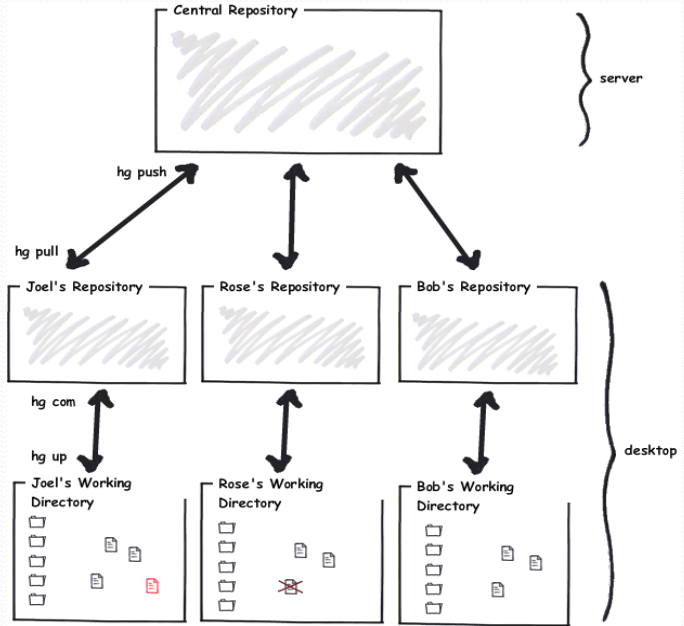 Central Repository
server
hg push
hg pull
Joel's Repository
Rose's Repository
Bob's Repository
hg com
desktop
hg up
Joel's Working
Directory
Rose's Working
Directory
Bob's Working
Directory